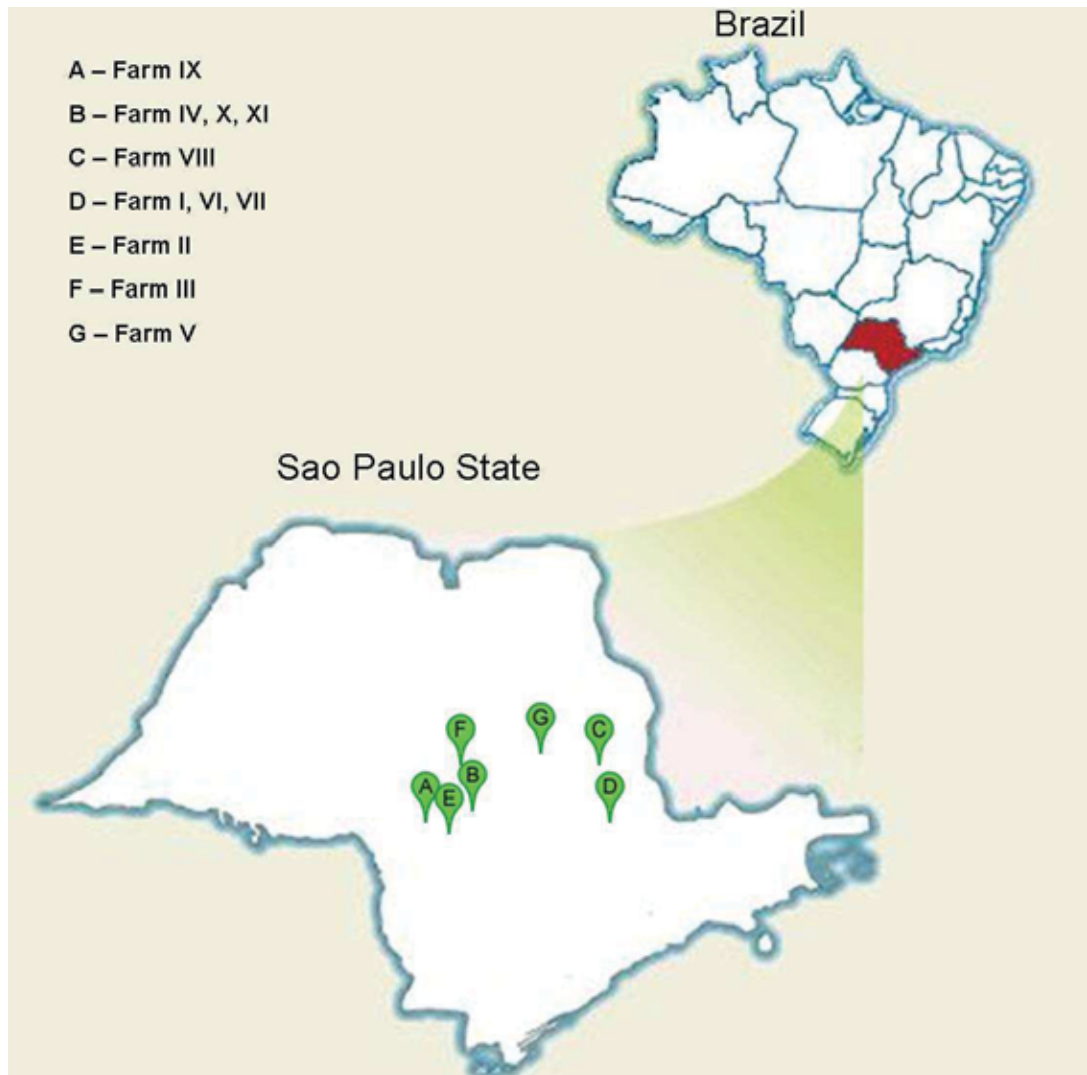 Brazil
A – Farm IX
B – Farm IV, X, XI
C – Farm VIII
D – Farm I, VI, VII
E – Farm II
F – Farm III
G – Farm V
Sao Paulo State
G
F
C
B
A
D
E